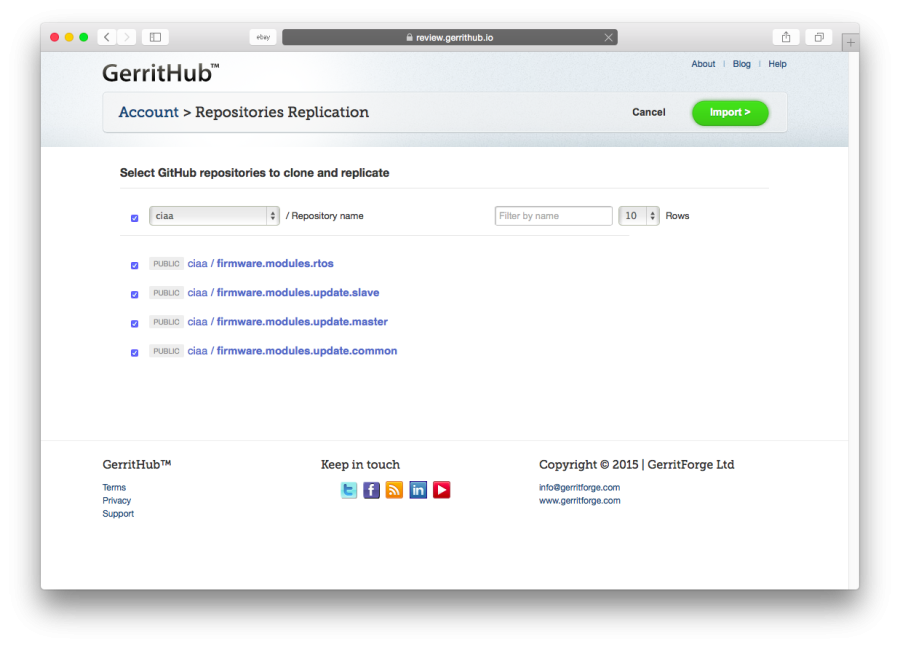 ebay
review.gerrithub.io
GerritHub™
About | Blog | Help
Account > Repositories Replication
Cancel
Import >
Select GitHub repositories to clone and replicate
ciaa / Repository name
Filter by name
10 Rows
PUBLIC ciaa / firmware.modules.rtos
PUBLIC ciaa / firmware.modules.update.slave
PUBLIC ciaa / firmware.modules.update.master
PUBLIC ciaa / firmware.modules.update.common
GerritHub™
Terms
Privacy
Support
Keep in touch
Copyright © 2015 | GerritForge Ltd
info@gerritforge.com
www.gerritforge.com